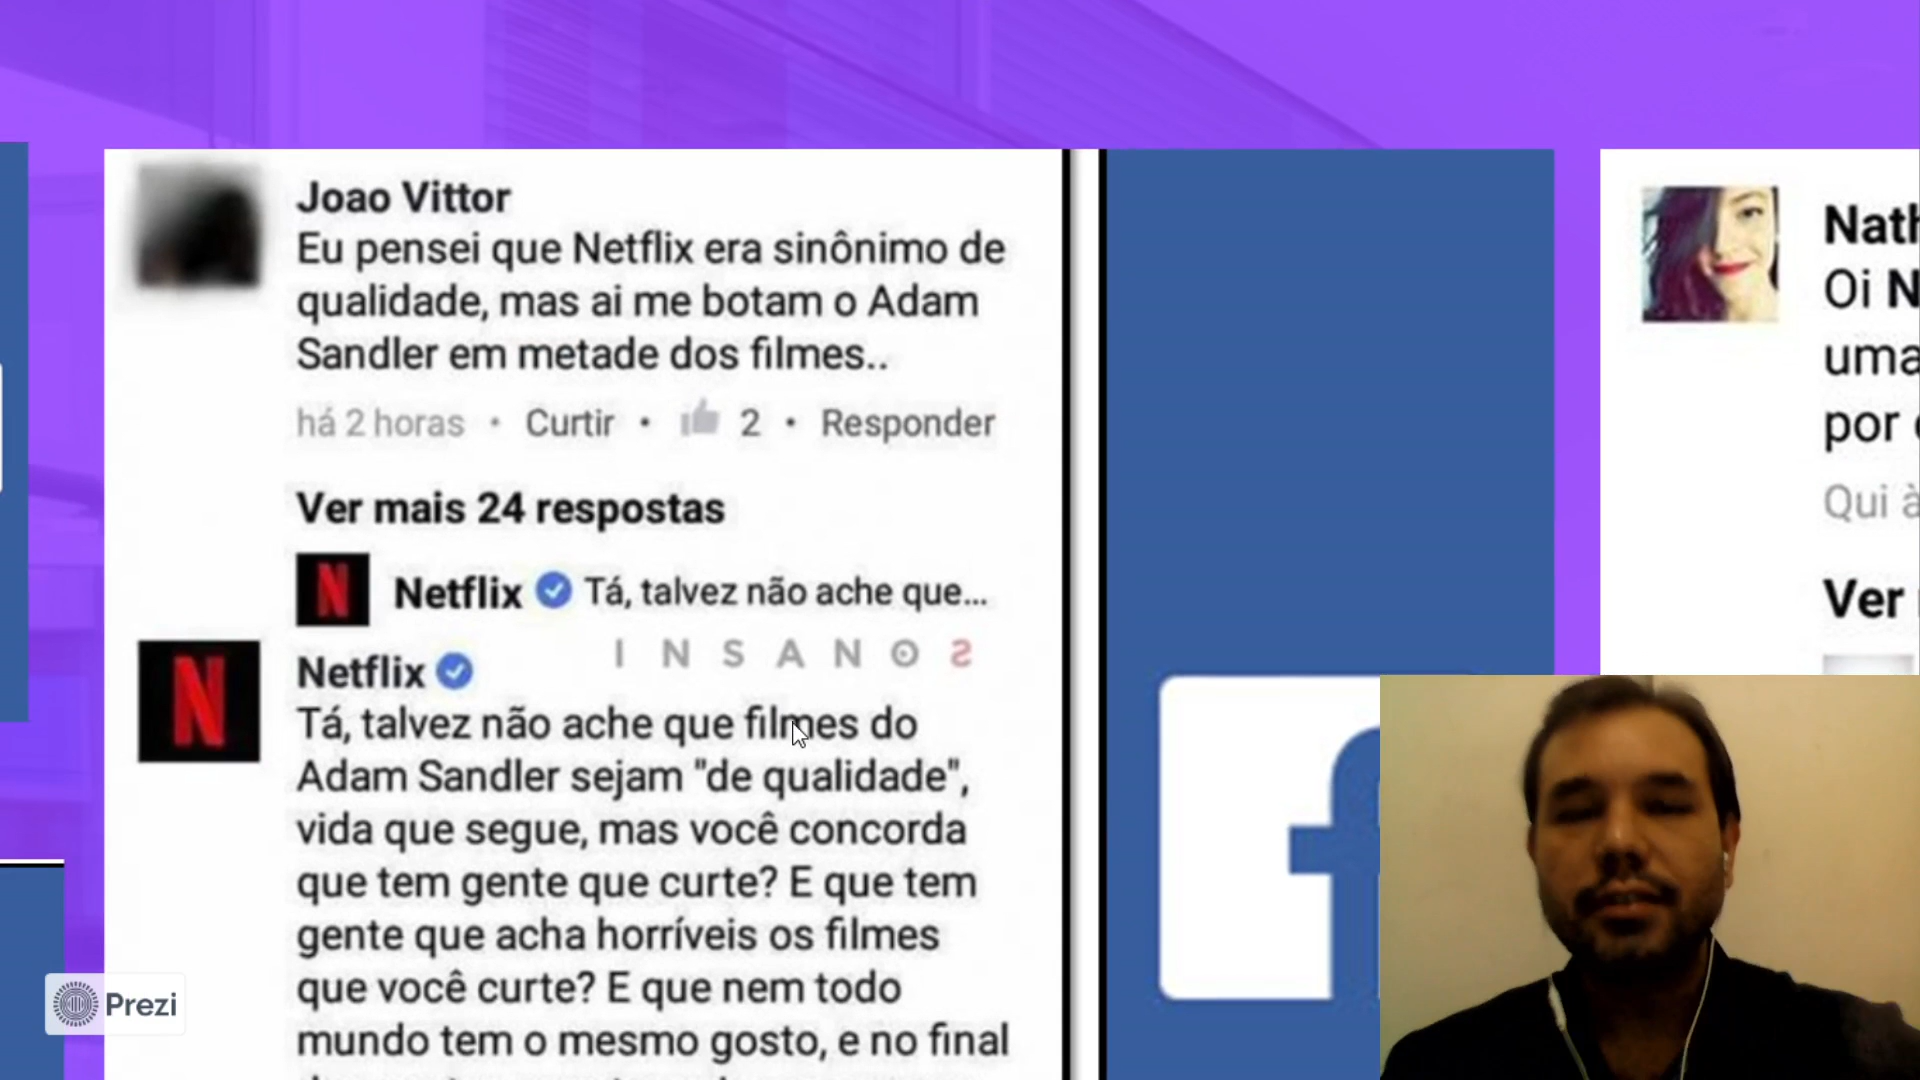 Joao Vittor
Eu pensei que Netflix era sinônimo de
qualidade, mas ai me botam o Adam
Sandler em metade dos filmes..
há 2 horas • Curtir • 2 • Responder
Ver mais 24 respostas
Netflix Tá, talvez não ache que...
INSANOS
Netflix
Tá, talvez não ache que filmes do
Adam Sandler sejam "de qualidade",
vida que segue, mas você concorda
que tem gente que curte? E que tem
gente que acha horríveis os filmes
que você curte? E que nem todo
mundo tem o mesmo gosto, e no final
f
Oi
por
Qui à
Ver
Prezi